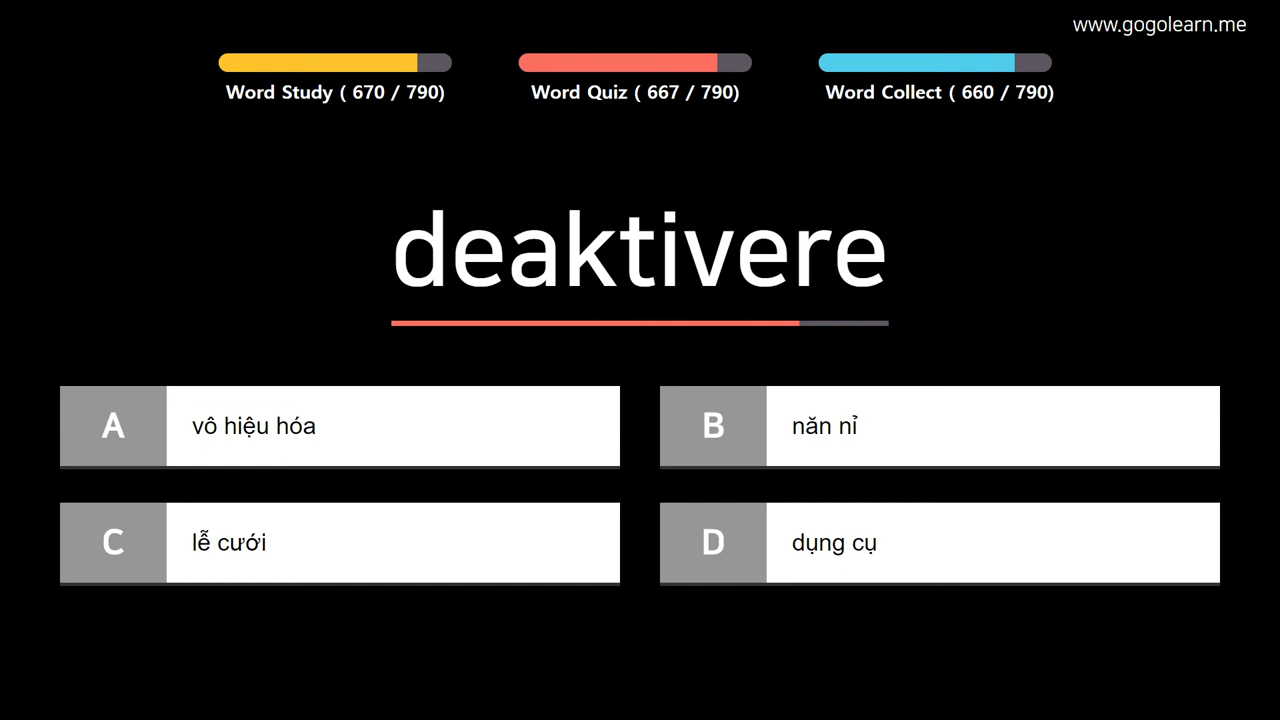 www.gogolearn.me
Word Study ( 670 / 790)
Word Quiz ( 667 / 790)
Word Collect ( 660 / 790)
deaktivere
A vô hiệu hóa
B năn nỉ
C lễ cưới
D dụng cụ